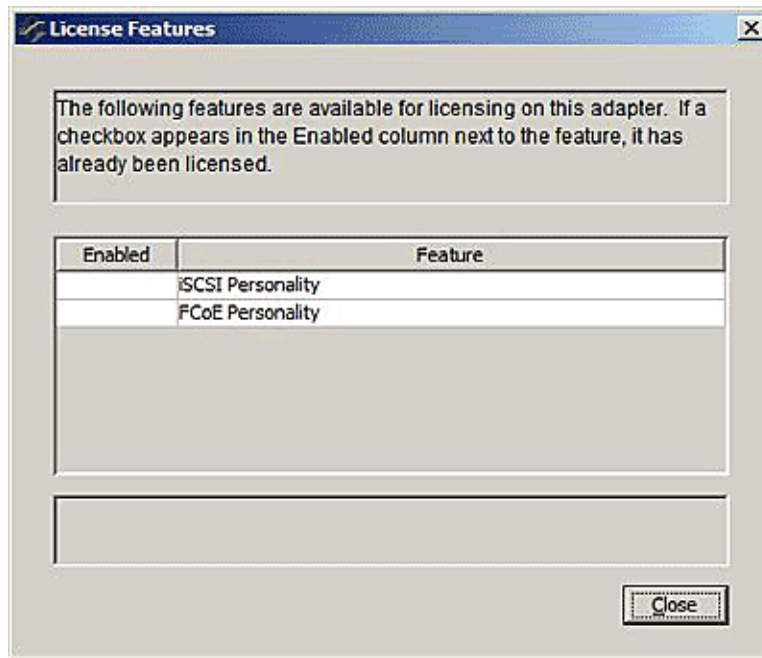 License Features
The following features are available for licensing on this adapter. If a
checkbox appears in the Enabled column next to the feature, it has
already been licensed.
Enabled Feature
iSCSI Personality
FCoE Personality
Close